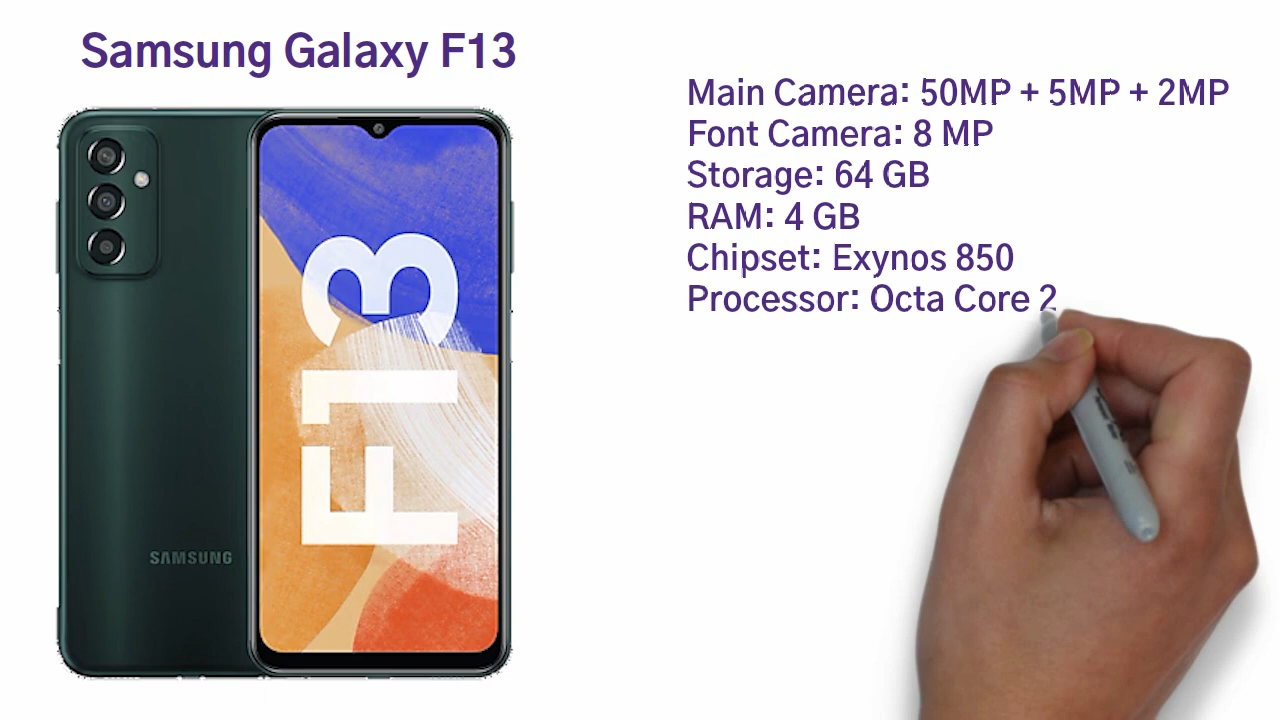 Samsung Galaxy F13
Main Camera: 50MP + 5MP + 2MP
Font Camera: 8 MP
Storage: 64 GB
RAM: 4 GB
Chipset: Exynos 850
Processor: Octa Core 2
F13
SAMSUNG